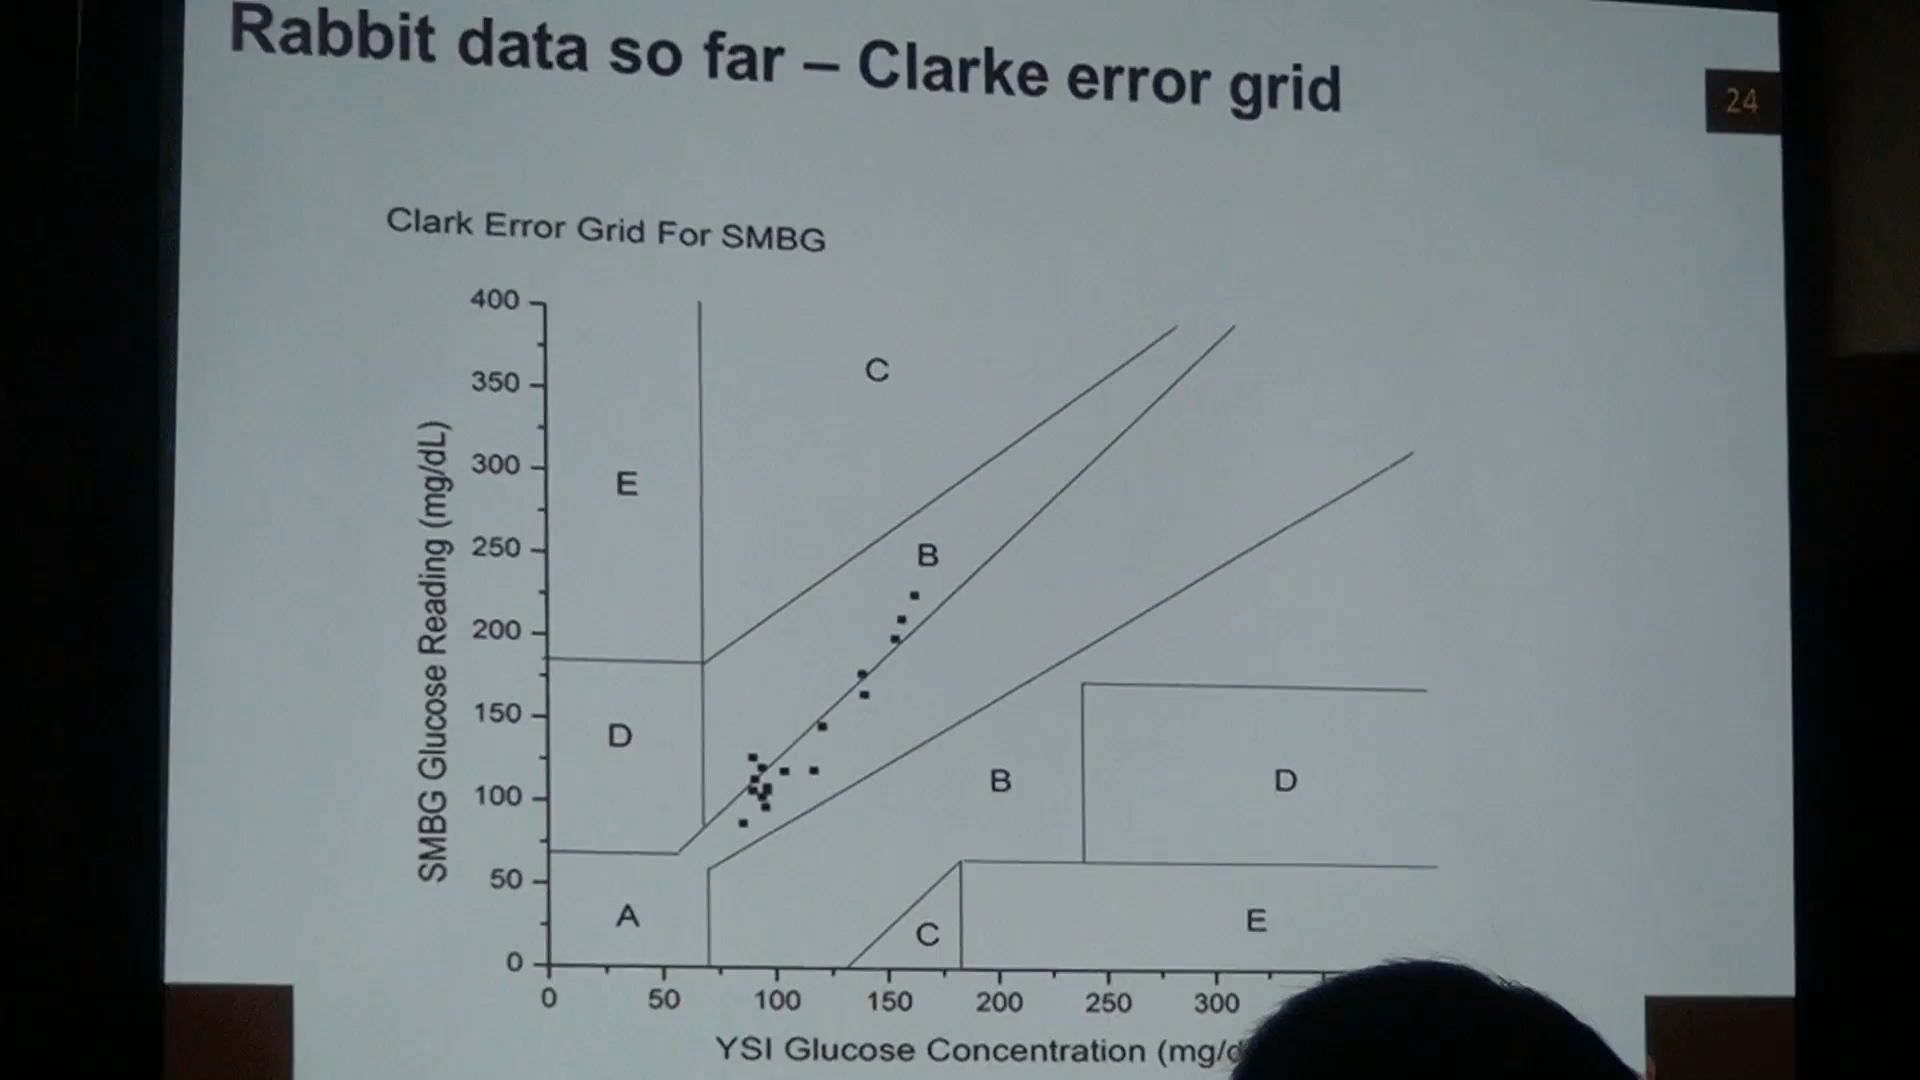 Rabbit data so far – Clarke error grid
24
Clark Error Grid For SMBG
400
350
300
250
200
150
100
50
0
SMBG Glucose Reading (mg/dL)
E
C
B
D
B
D
A
C
E
0 50 100 150 200 250 300
YSI Glucose Concentration